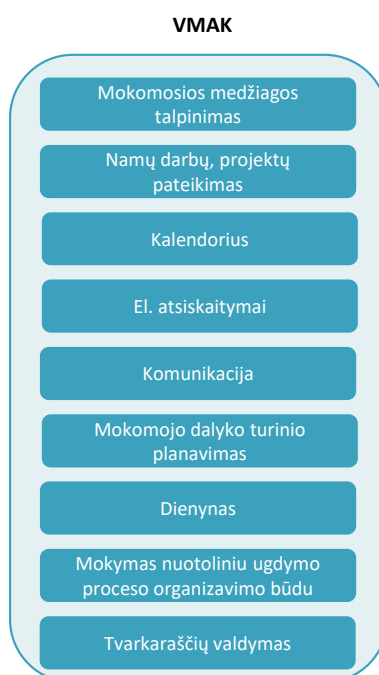 VMAK
Mokomosios medžiagos
talpinimas
Namų darbų, projektų
pateikimas
Kalendorius
El. atsiskaitymai
Komunikacija
Mokomojo dalyko turinio
planavimas
Dienynas
Mokymas nuotoliniu ugdymo
proceso organizavimo būdu
Tvarkaraščių valdymas